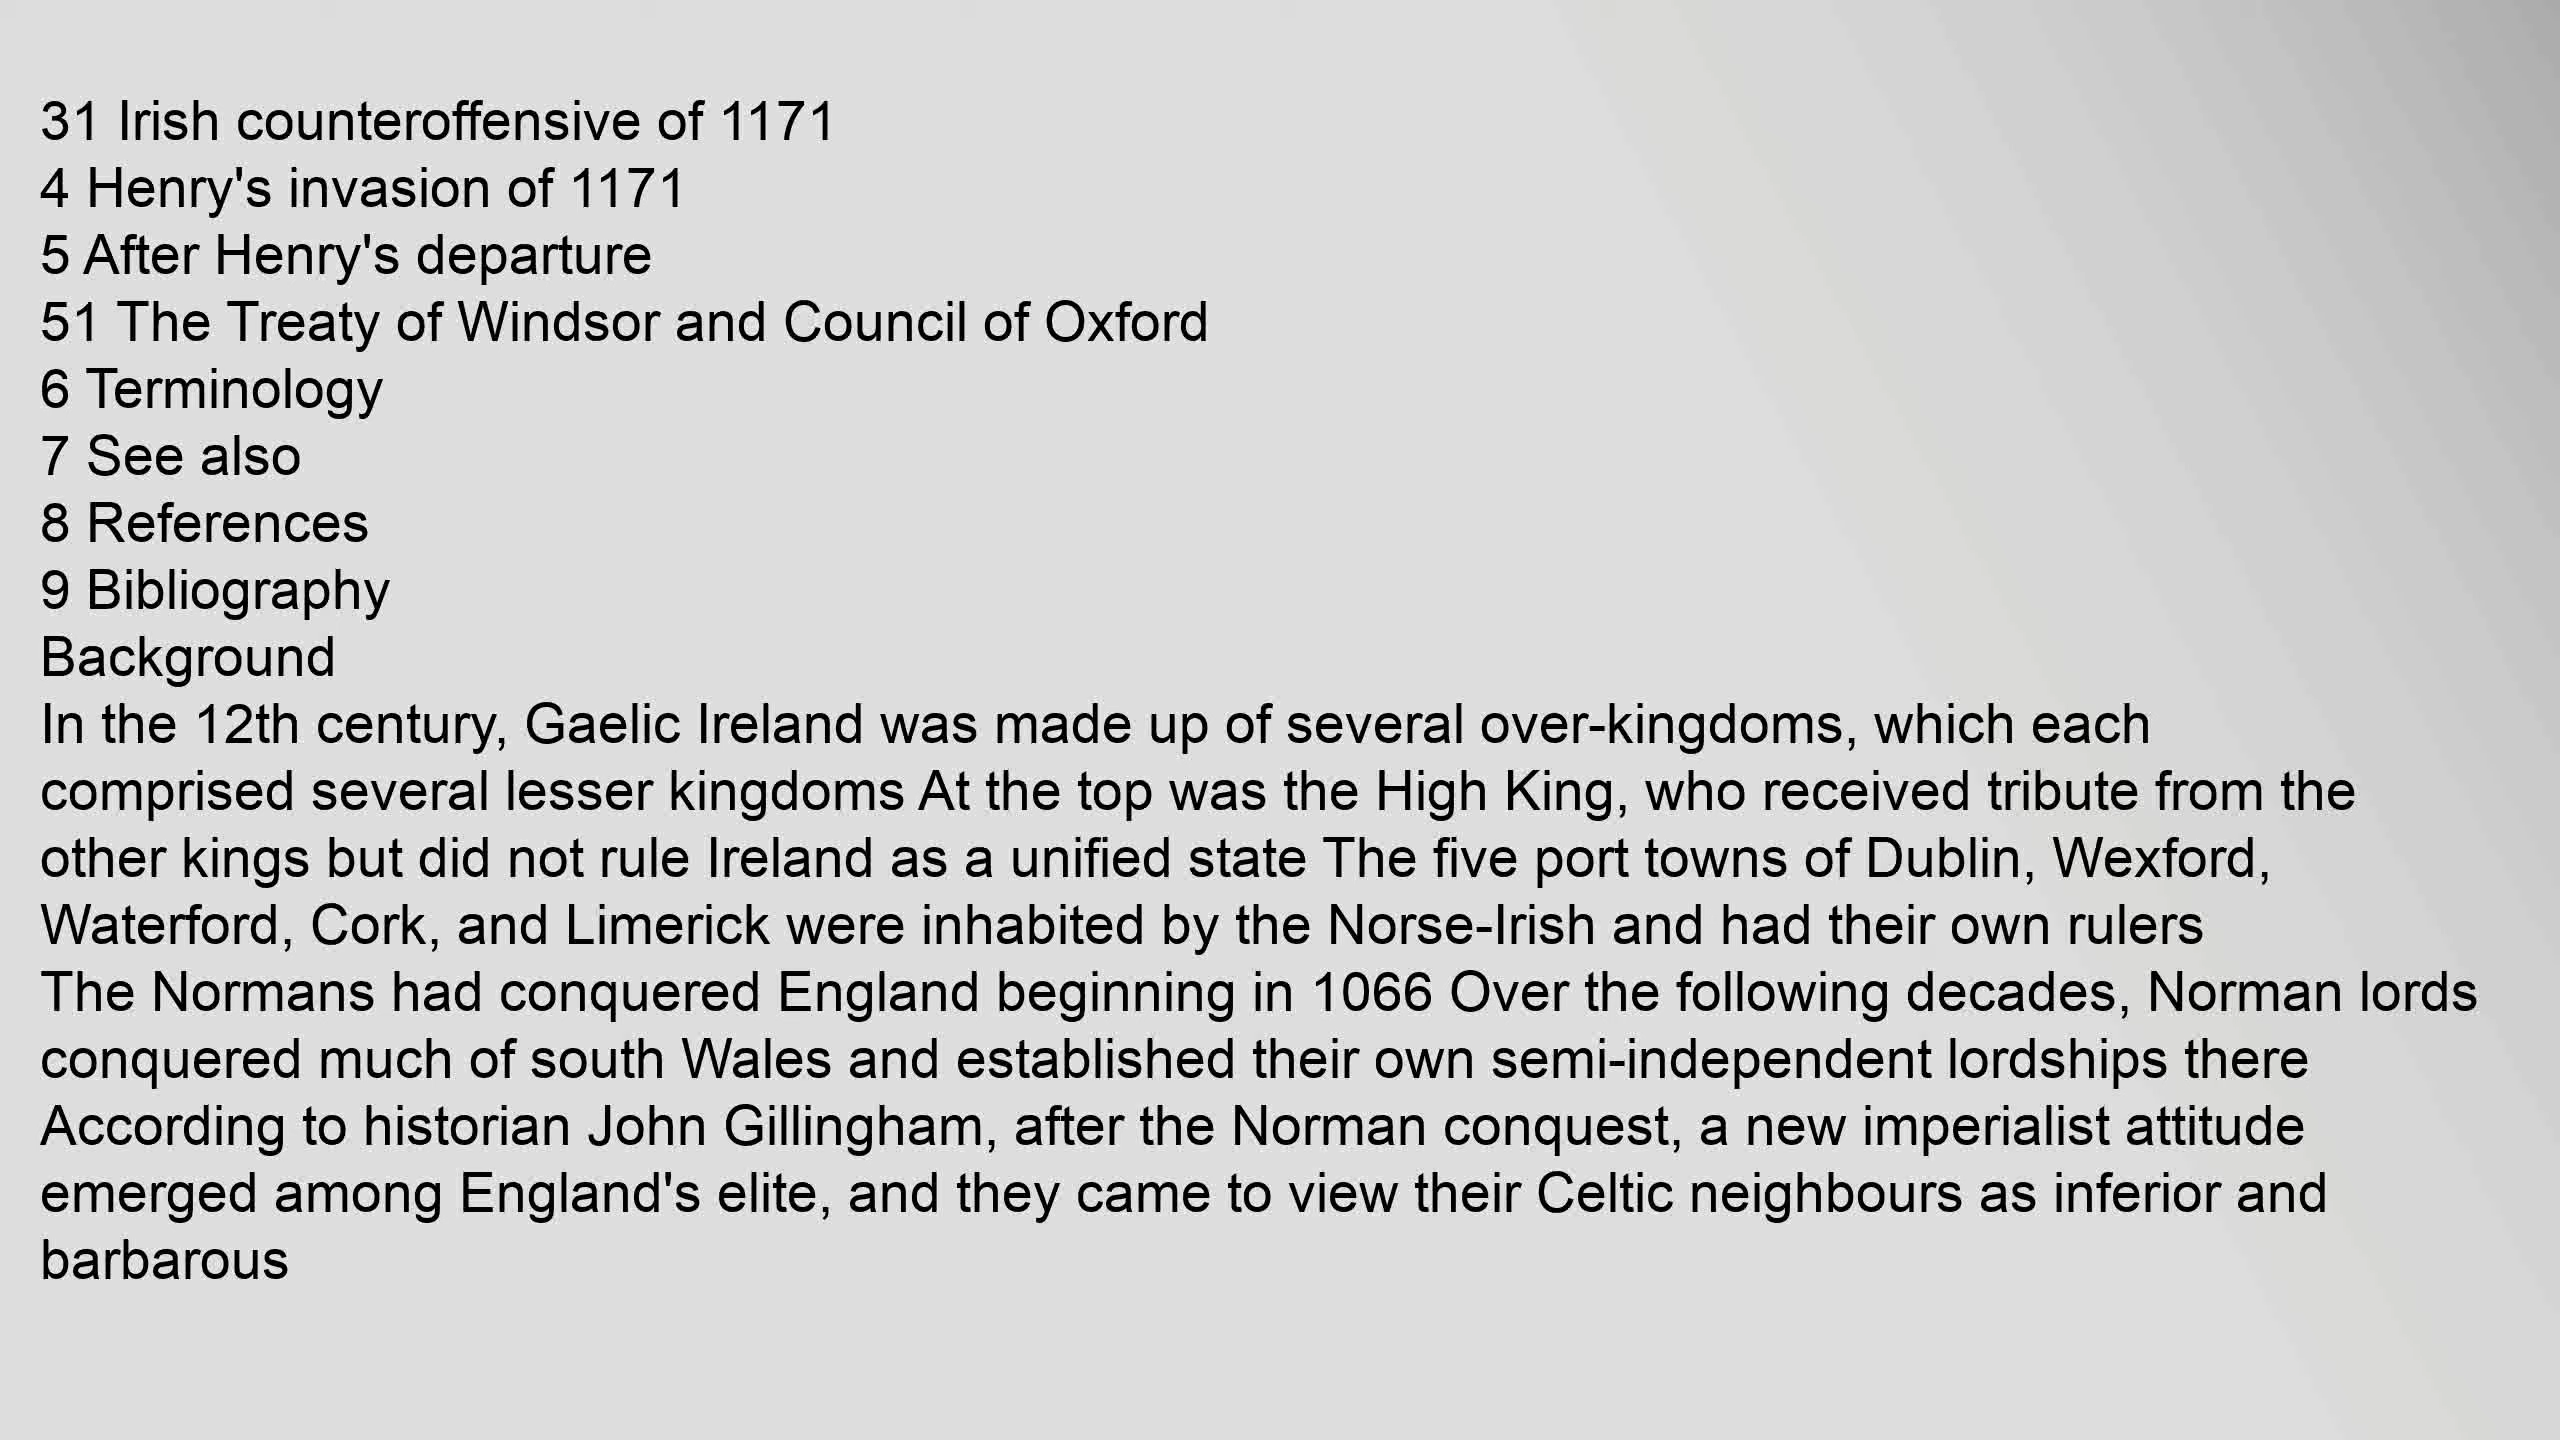 31 Irish counteroffensive of 1171
4 Henry's invasion of 1171
5 After Henry's departure
51 The Treaty of Windsor and Council of Oxford
6 Terminology
7 See also
8 References
9 Bibliography
Background
In the 12th century, Gaelic Ireland was made up of several over-kingdoms, which each
comprised several lesser kingdoms At the top was the High King, who received tribute from the
other kings but did not rule Ireland as a unified state The five port towns of Dublin, Wexford,
Waterford, Cork, and Limerick were inhabited by the Norse-Irish and had their own rulers
The Normans had conquered England beginning in 1066 Over the following decades, Norman lords
conquered much of south Wales and established their own semi-independent lordships there
According to historian John Gillingham, after the Norman conquest, a new imperialist attitude
emerged among England's elite, and they came to view their Celtic neighbours as inferior and
barbarous